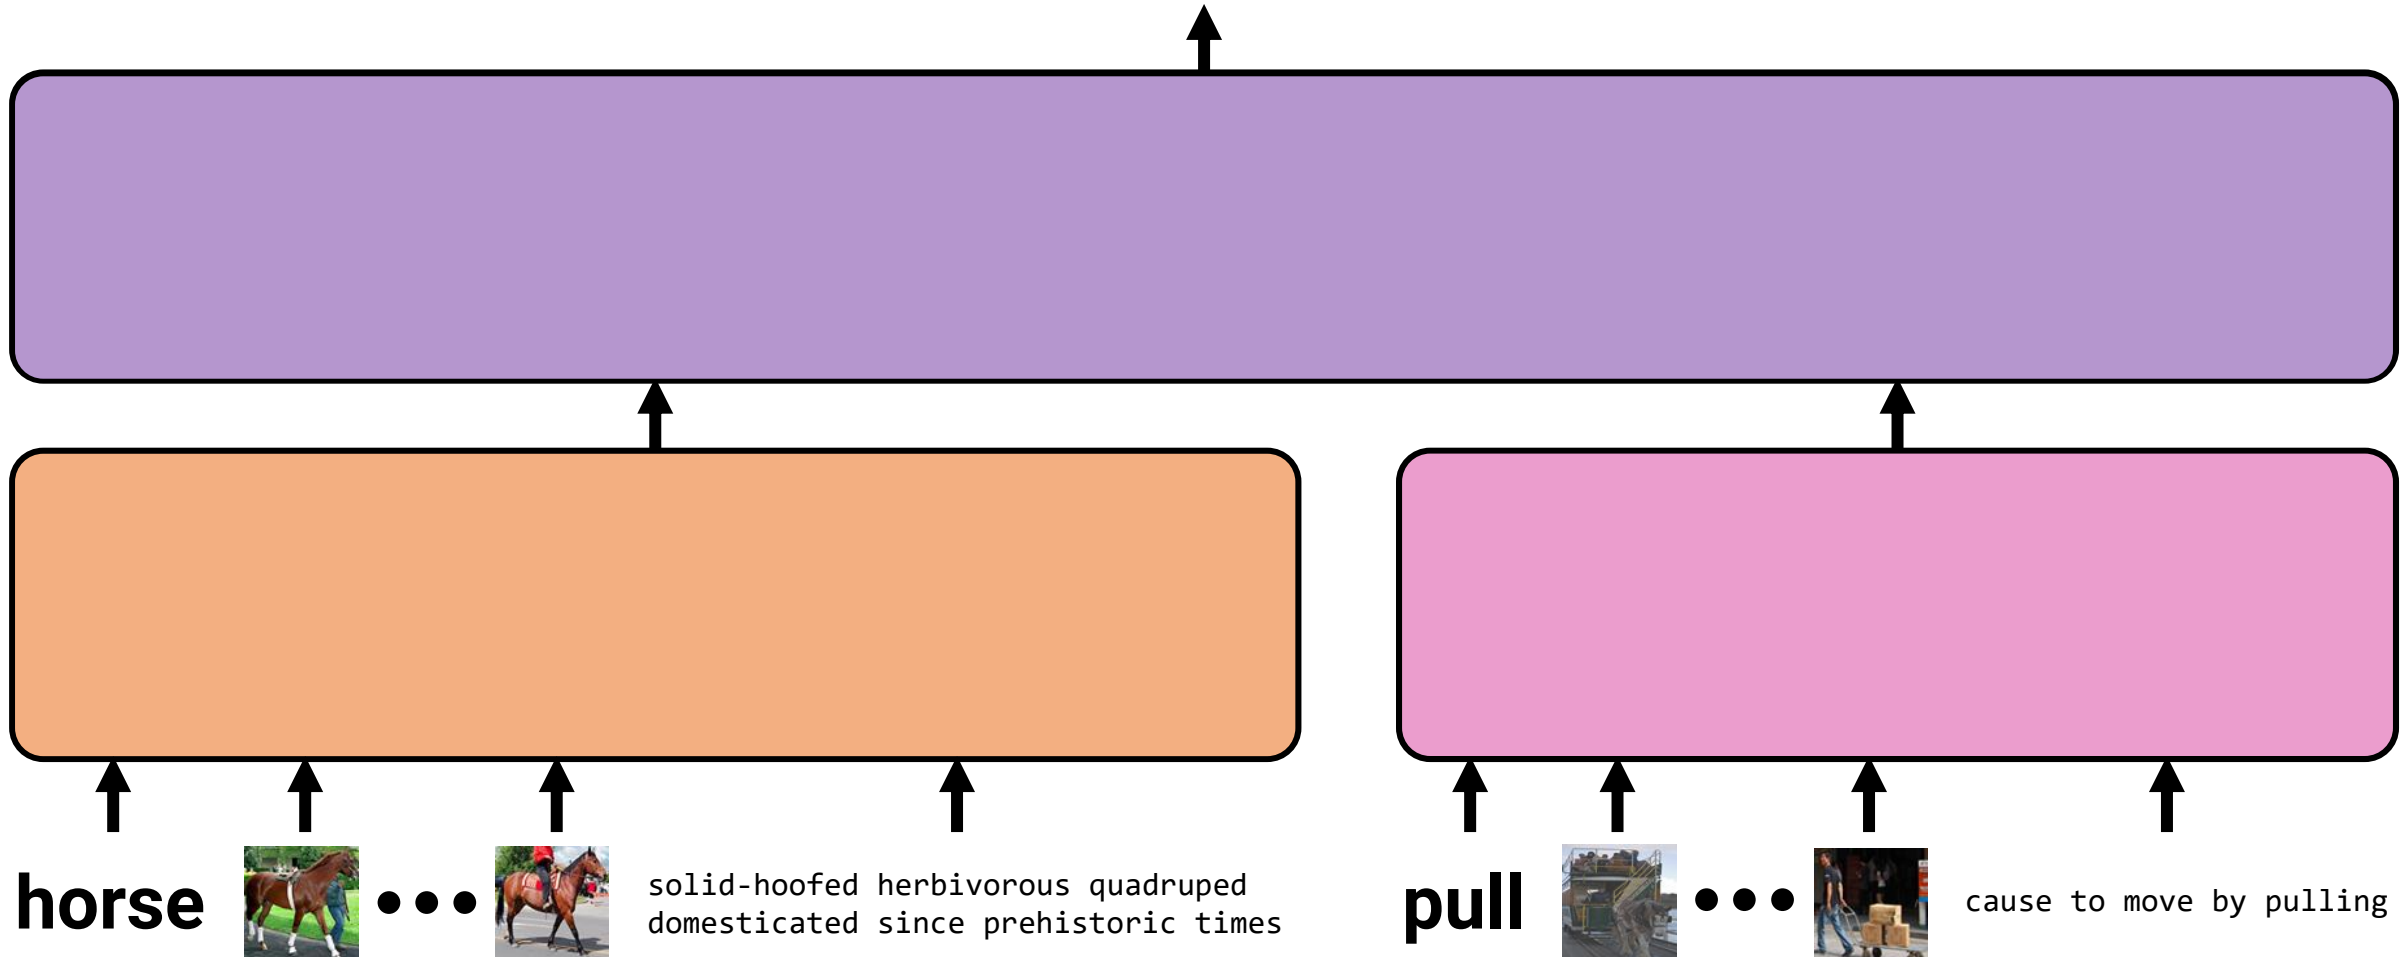 horse
solid-hoofed herbivorous quadruped
domesticated since prehistoric times
pull
cause to move by pulling